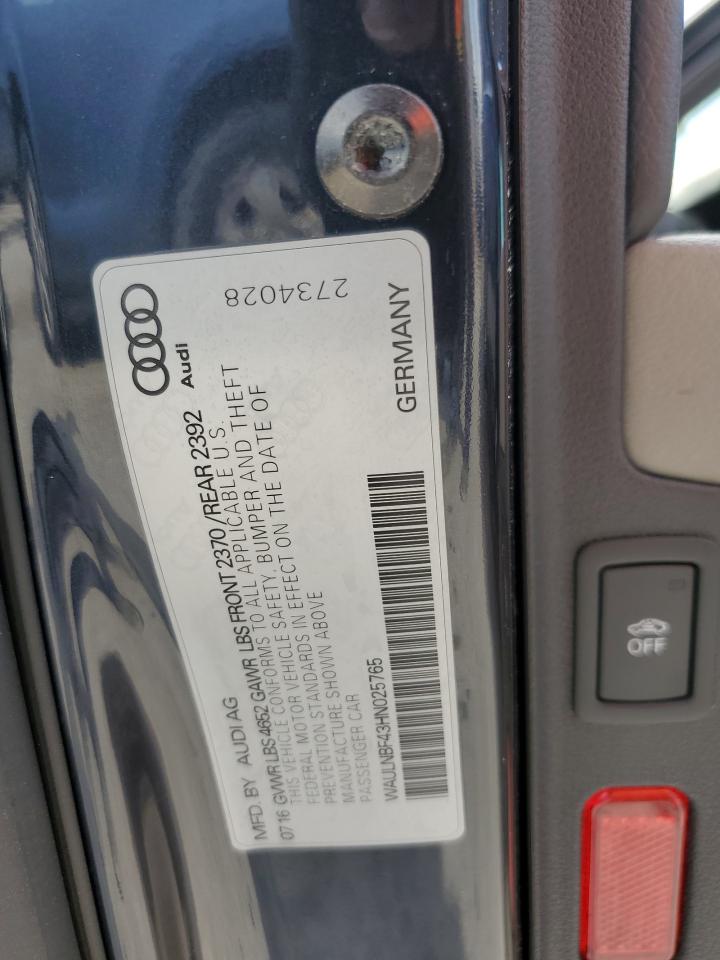 Audi
2734028
MFD. BY AUDI AG
0716 GVWR LBS 4652 GAWR LBS FRONT 2370/REAR 2392
THIS VEHICLE CONFORMS TO ALL APPLICABLE U.S.
FEDERAL MOTOR VEHICLE SAFETY, BUMPER AND THEFT
PREVENTION STANDARDS IN EFFECT ON THE DATE OF
MANUFACTURE SHOWN ABOVE
PASSENGER CAR
GERMANY
WAULNBF43HN025765
OFF